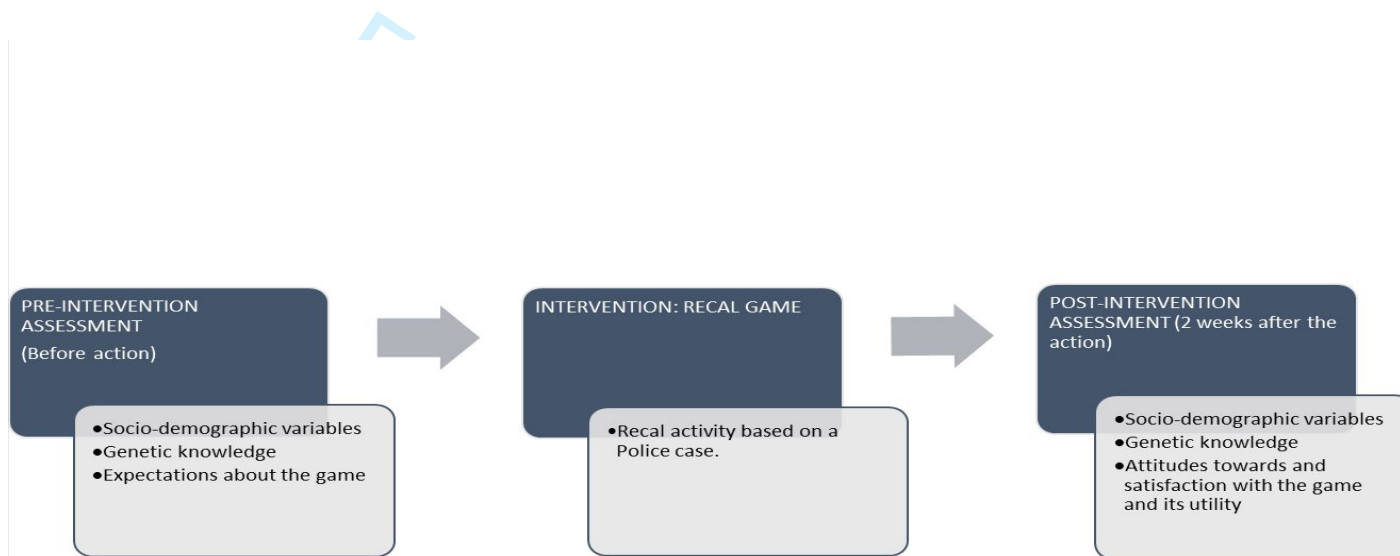 PRE-INTERVENTION
ASSESSMENT
(Before action)
•Socio-demographic variables
•Genetic knowledge
•Expectations about the game
INTERVENTION: RECAL GAME
•Recal activity based on a
Police case.
POST-INTERVENTION
ASSESSMENT (2 weeks after the
action)
•Socio-demographic variables
•Genetic knowledge
•Attitudes towards and
satisfaction with the game
and its utility